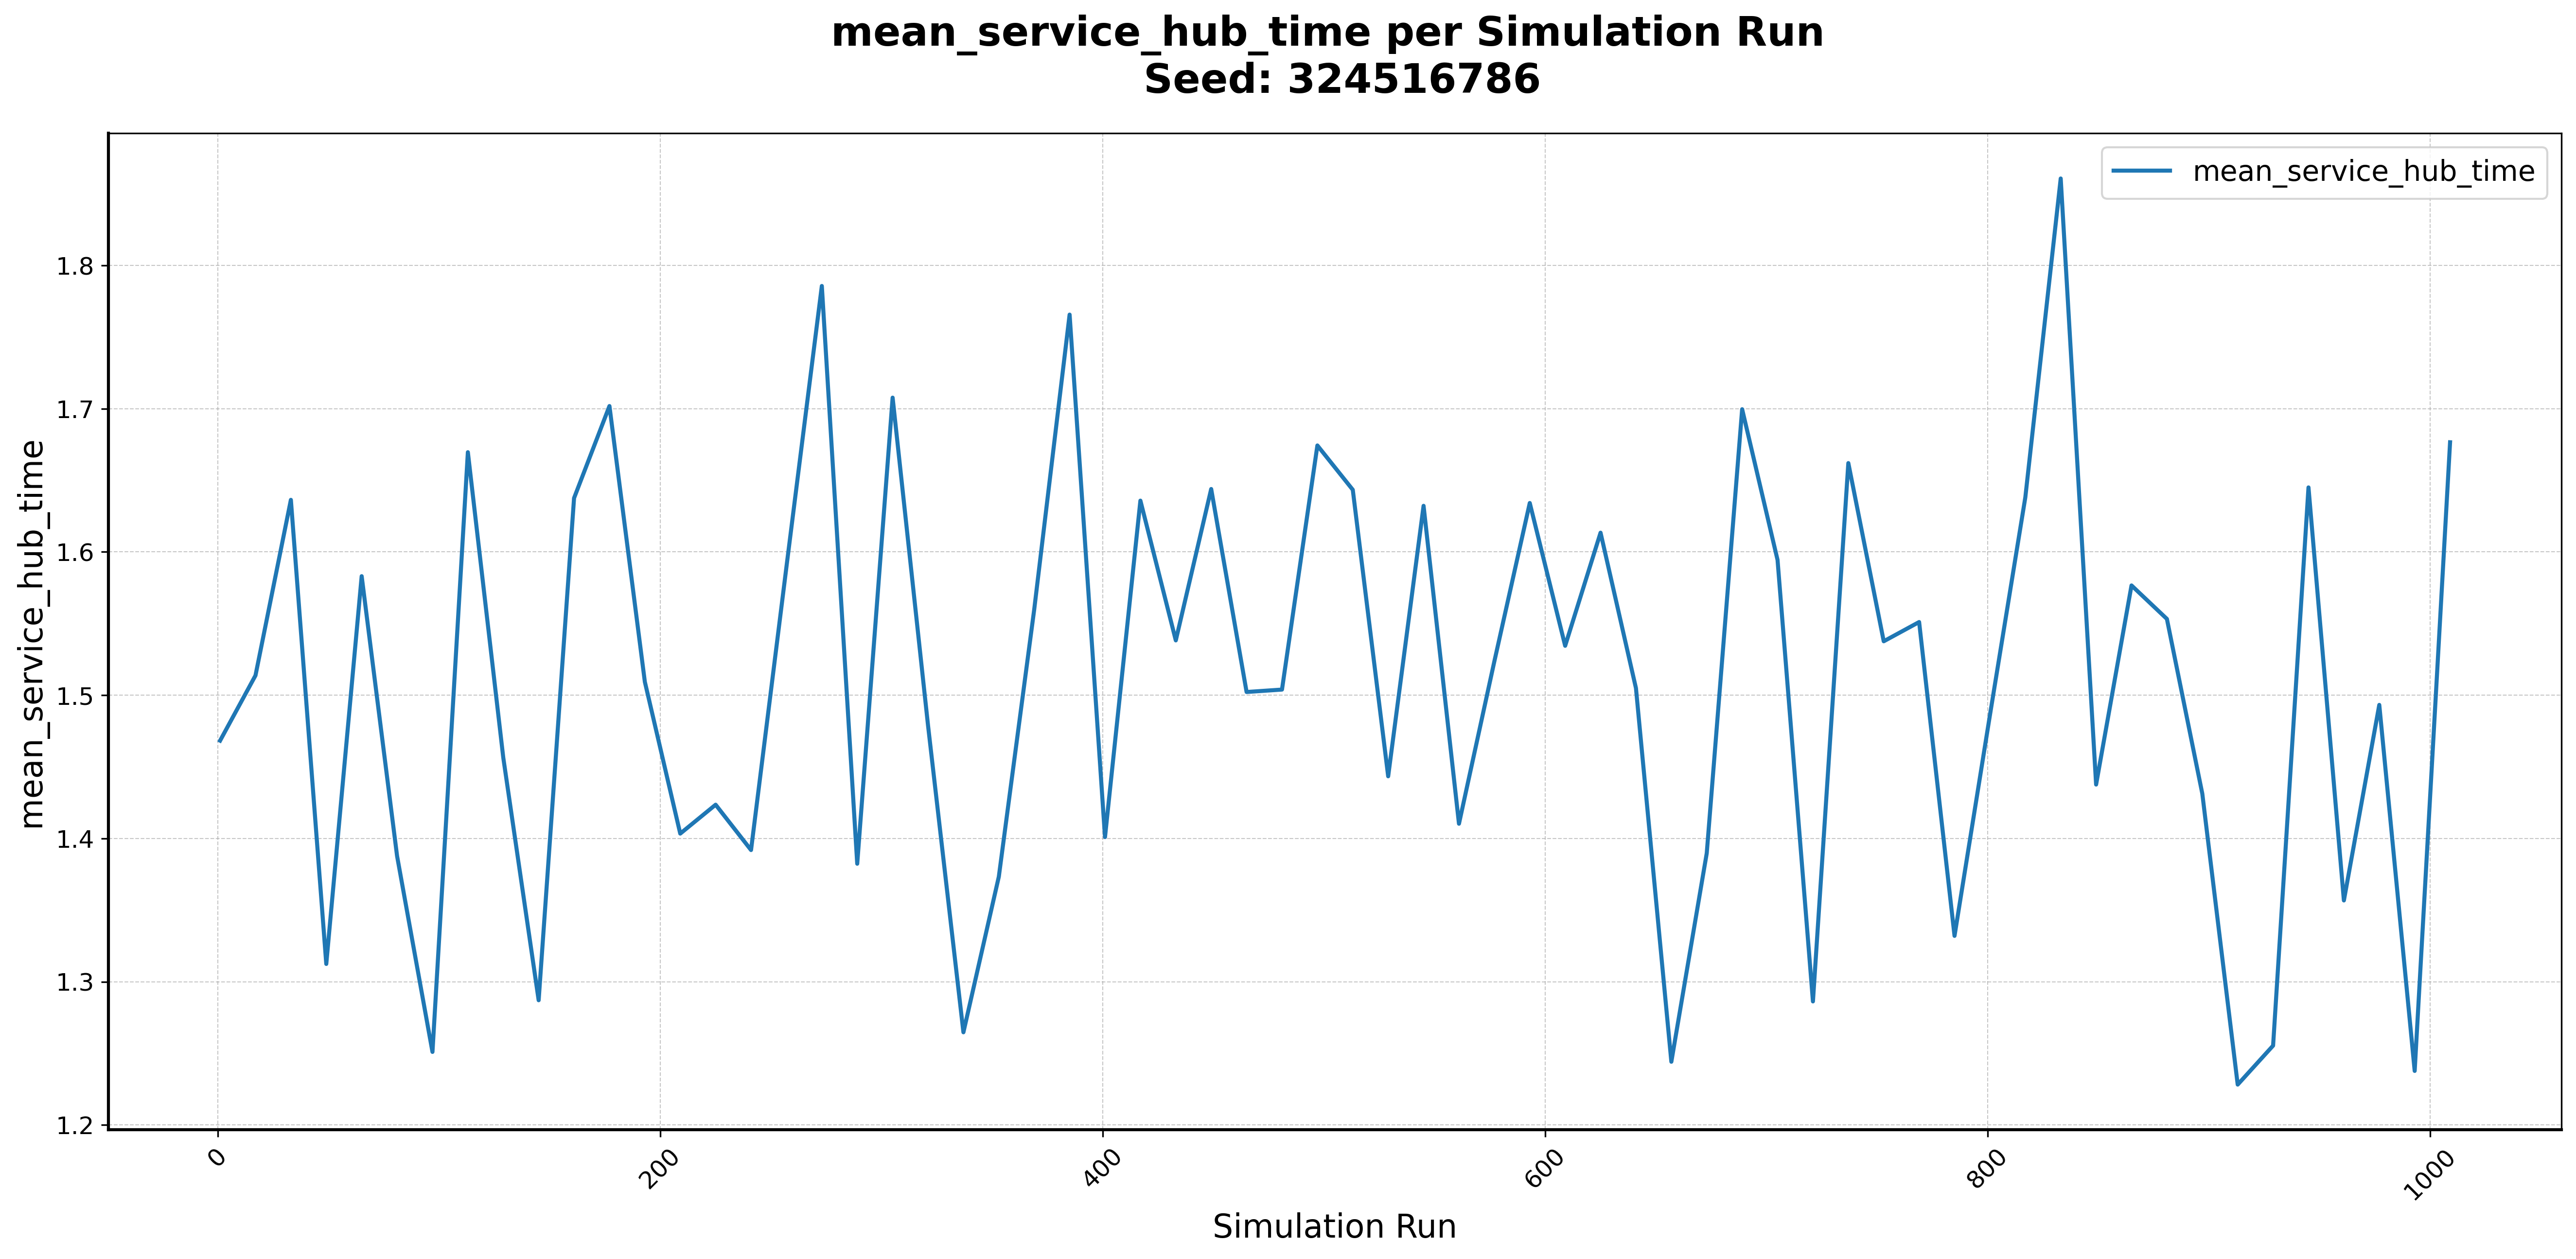 mean_service_hub_time per Simulation Run
Seed: 324516786
mean_service_hub_time
1.8
1.7
1.6
1.5
1.4
1.3
1.2
mean_service_hub_time
0
200
400
600
800
1000
Simulation Run